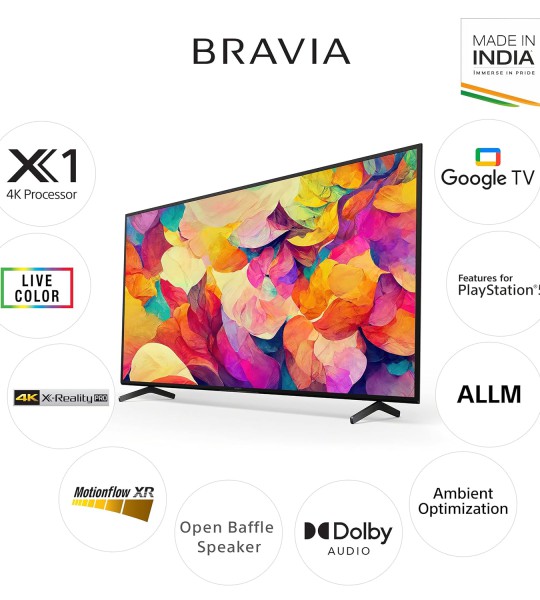 BRAVIA
MADE IN
INDIA
IMMERSE IN PRIDE
X1
4K Processor
Google TV
LIVE
COLOR
Features for
PlayStation®5
4K X-Reality PRO
ALLM
Motionflow XR
Open Baffle
Speaker
Dolby
AUDIO
Ambient
Optimization